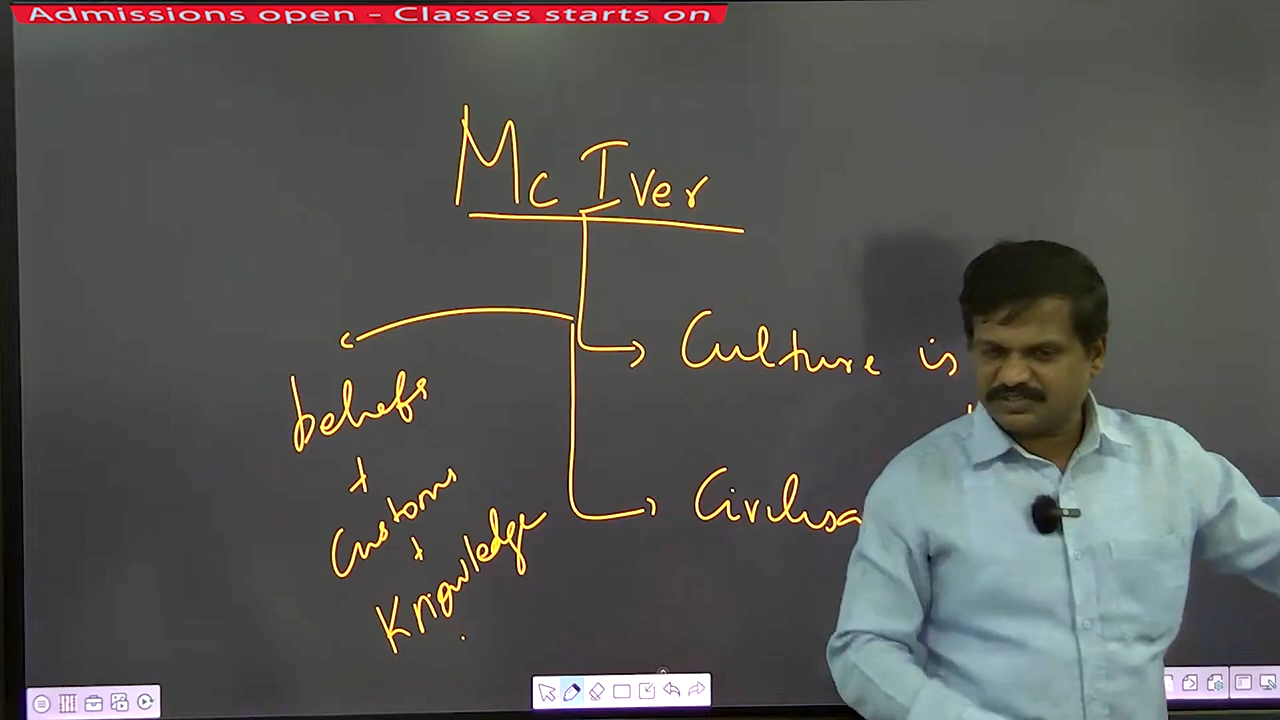 Admissions open - Classes starts on
Mc Iver
Culture is
beliefs
+
Customs
+
Knowledge
Civilisa